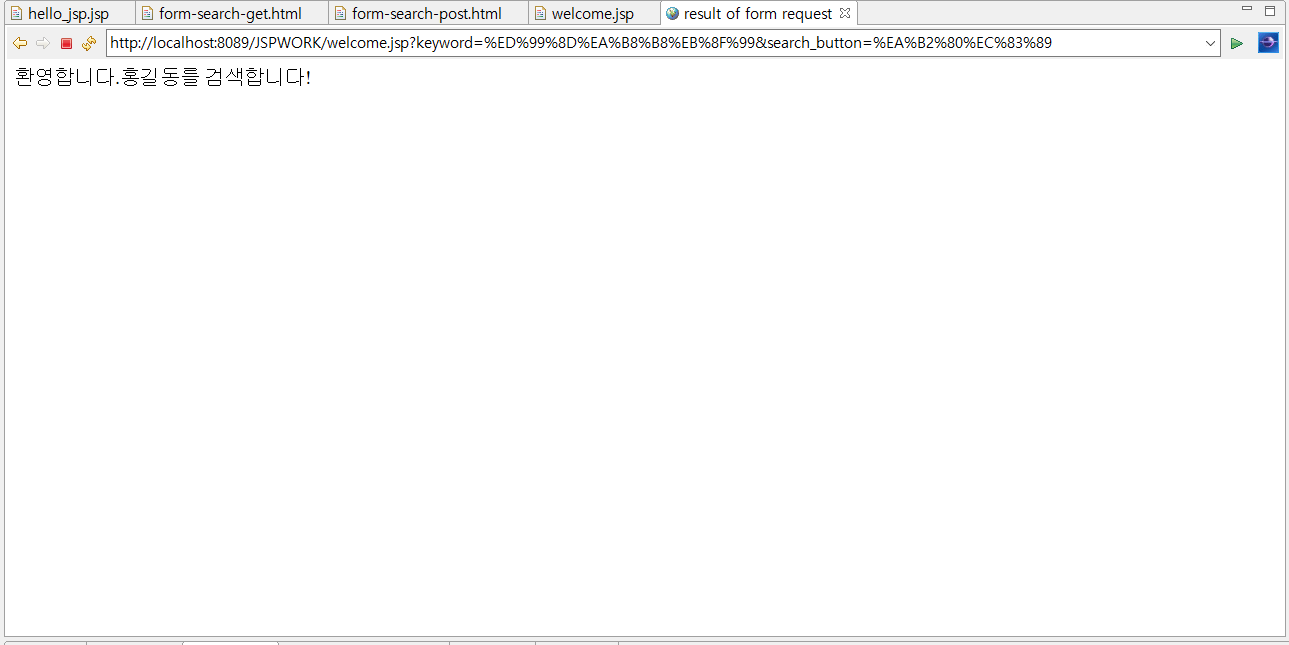 hello_jsp.jsp form-search-get.html form-search-post.html welcome.jsp result of form request
http://localhost:8089/JSPWORK/welcome.jsp?keyword=%ED%99%8D%EA%B8%B8%EB%8F%99&search_button=%EA%B2%80%EC%83%89
환영합니다.홍길동를 검색합니다!